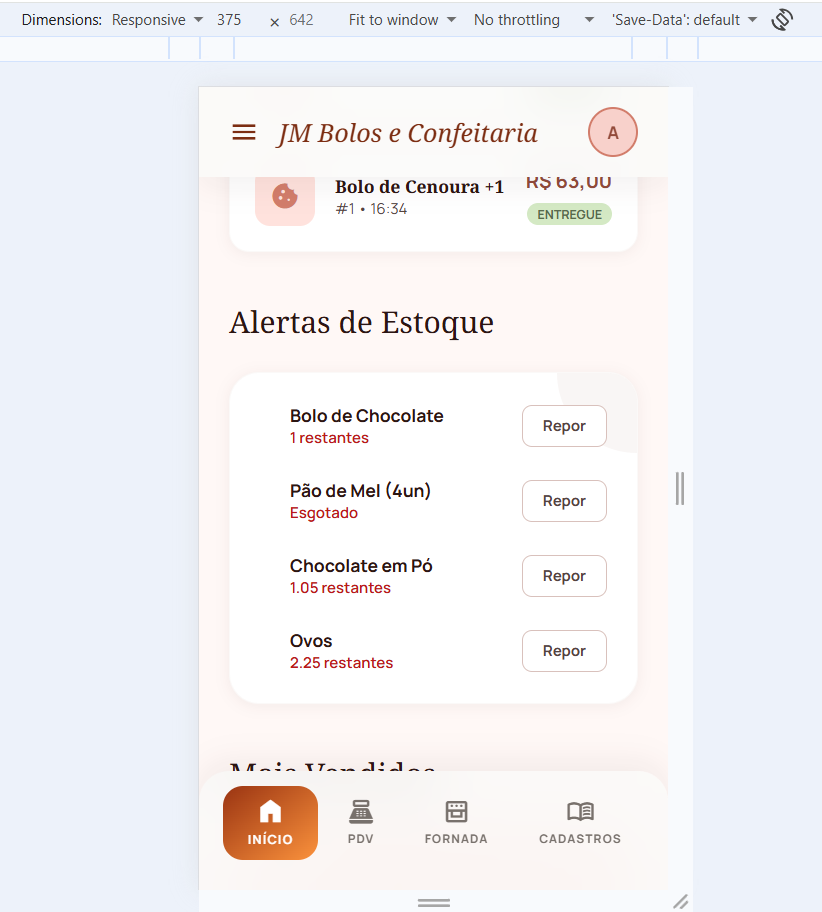 Dimensions: Responsive 375 × 642 Fit to window No throttling 'Save-Data': default
JM Bolos e Confeitaria A
Bolo de Cenoura +1 R$ 63,00
#1 • 16:34 ENTREGUE
Alertas de Estoque
Bolo de Chocolate
1 restantes
Repor
Pão de Mel (4un)
Esgotado
Repor
Chocolate em Pó
1.05 restantes
Repor
Ovos
2.25 restantes
Repor
Mais Vendidos
INÍCIO PDV FORNADA CADASTROS